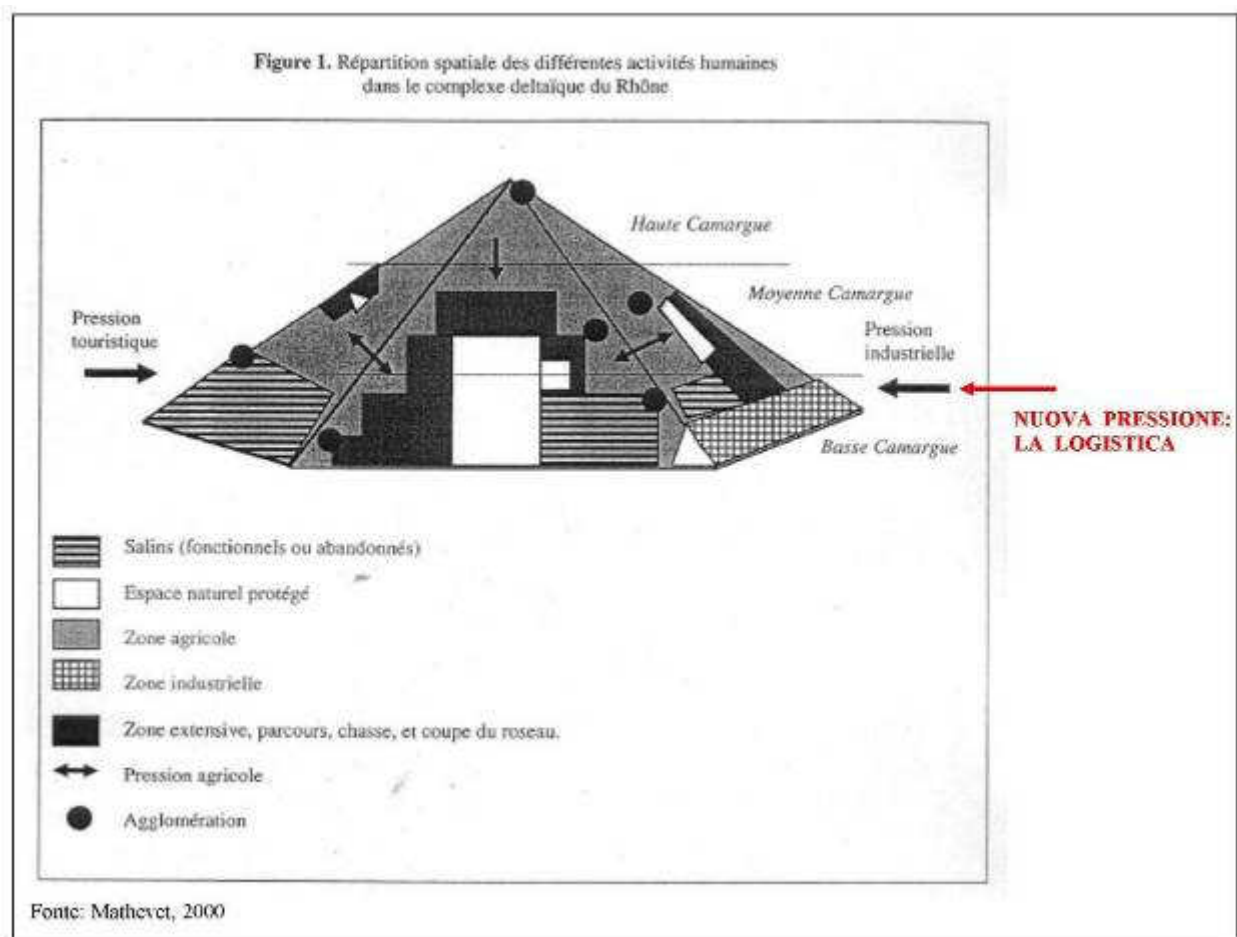 Figure 1. Répartition spatiale des différentes activités humaines
dans le complexe deltaïque du Rhône
Haute Camargue
Moyenne Camargue
Pression
touristique
Pression
industrielle
NUOVA PRESSIONE:
LA LOGISTICA
Basse Camargue
Salins (fonctionnels ou abandonnés)
Espace naturel protégé
Zone agricole
Zone industrielle
Zone extensive, parcours, chasse, et coupe du roseau.
Pression agricole
Agglomération
Fonte: Mathevet, 2000